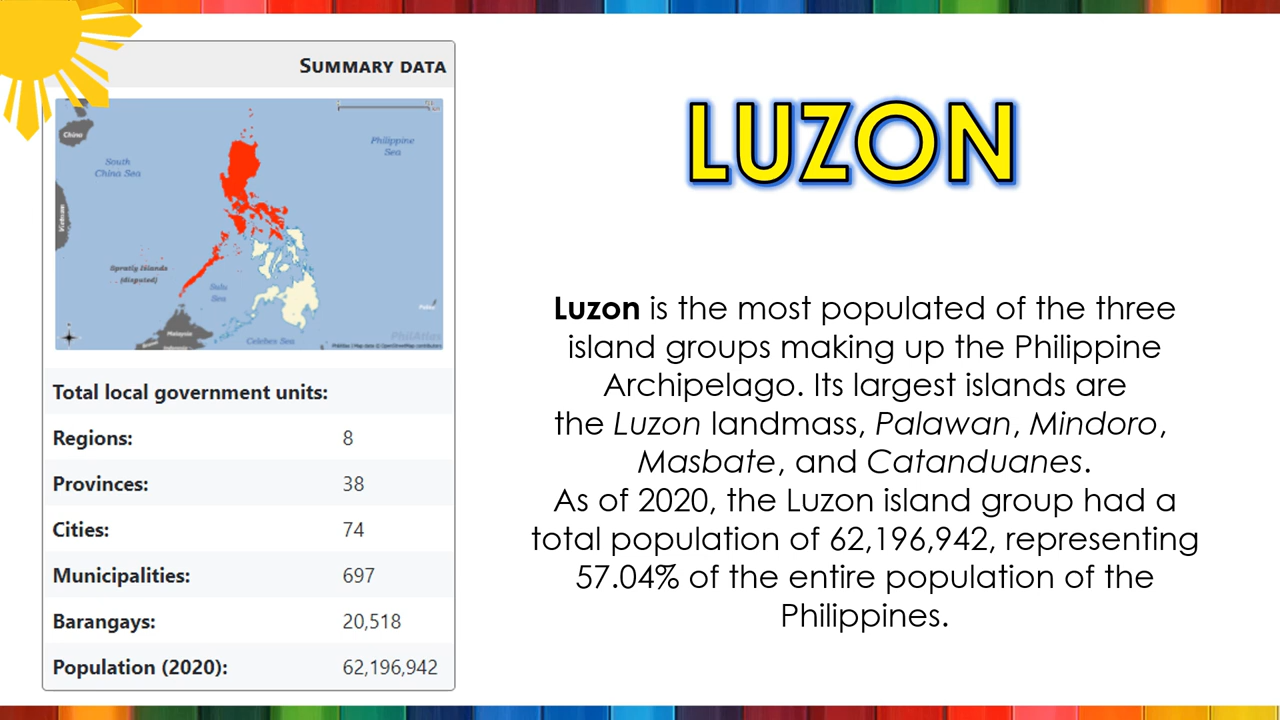 SUMMARY DATA
China
South
China Sea
Philippine
Sea
Vietnam
Spratly Islands
(disputed)
Sulu
Sea
Malaysia
Celebes Sea
PhilAtlas
LUZON
Luzon is the most populated of the three
island groups making up the Philippine
Archipelago. Its largest islands are
the Luzon landmass, Palawan, Mindoro,
Masbate, and Catanduanes.
As of 2020, the Luzon island group had a
total population of 62,196,942, representing
57.04% of the entire population of the
Philippines.
Total local government units:
Regions: 8
Provinces: 38
Cities: 74
Municipalities: 697
Barangays: 20,518
Population (2020): 62,196,942